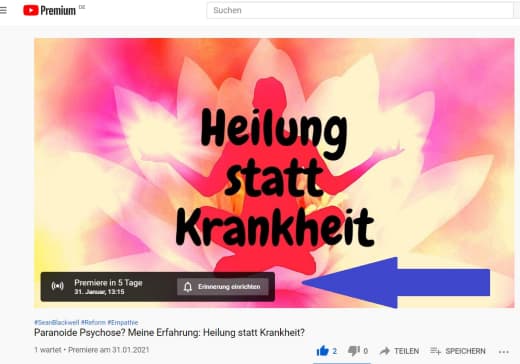 Premium DE
Suchen
Heilung
statt
Krankheit
Premiere in 5 Tage
31. Januar, 13:15
Erinnerung einrichten
#SeanBlackwell #Reform #Empathie
Paranoide Psychose? Meine Erfahrung: Heilung statt Krankheit?
1 wartet • Premiere am 31.01.2021
2 0 TEILEN SPEICHERN